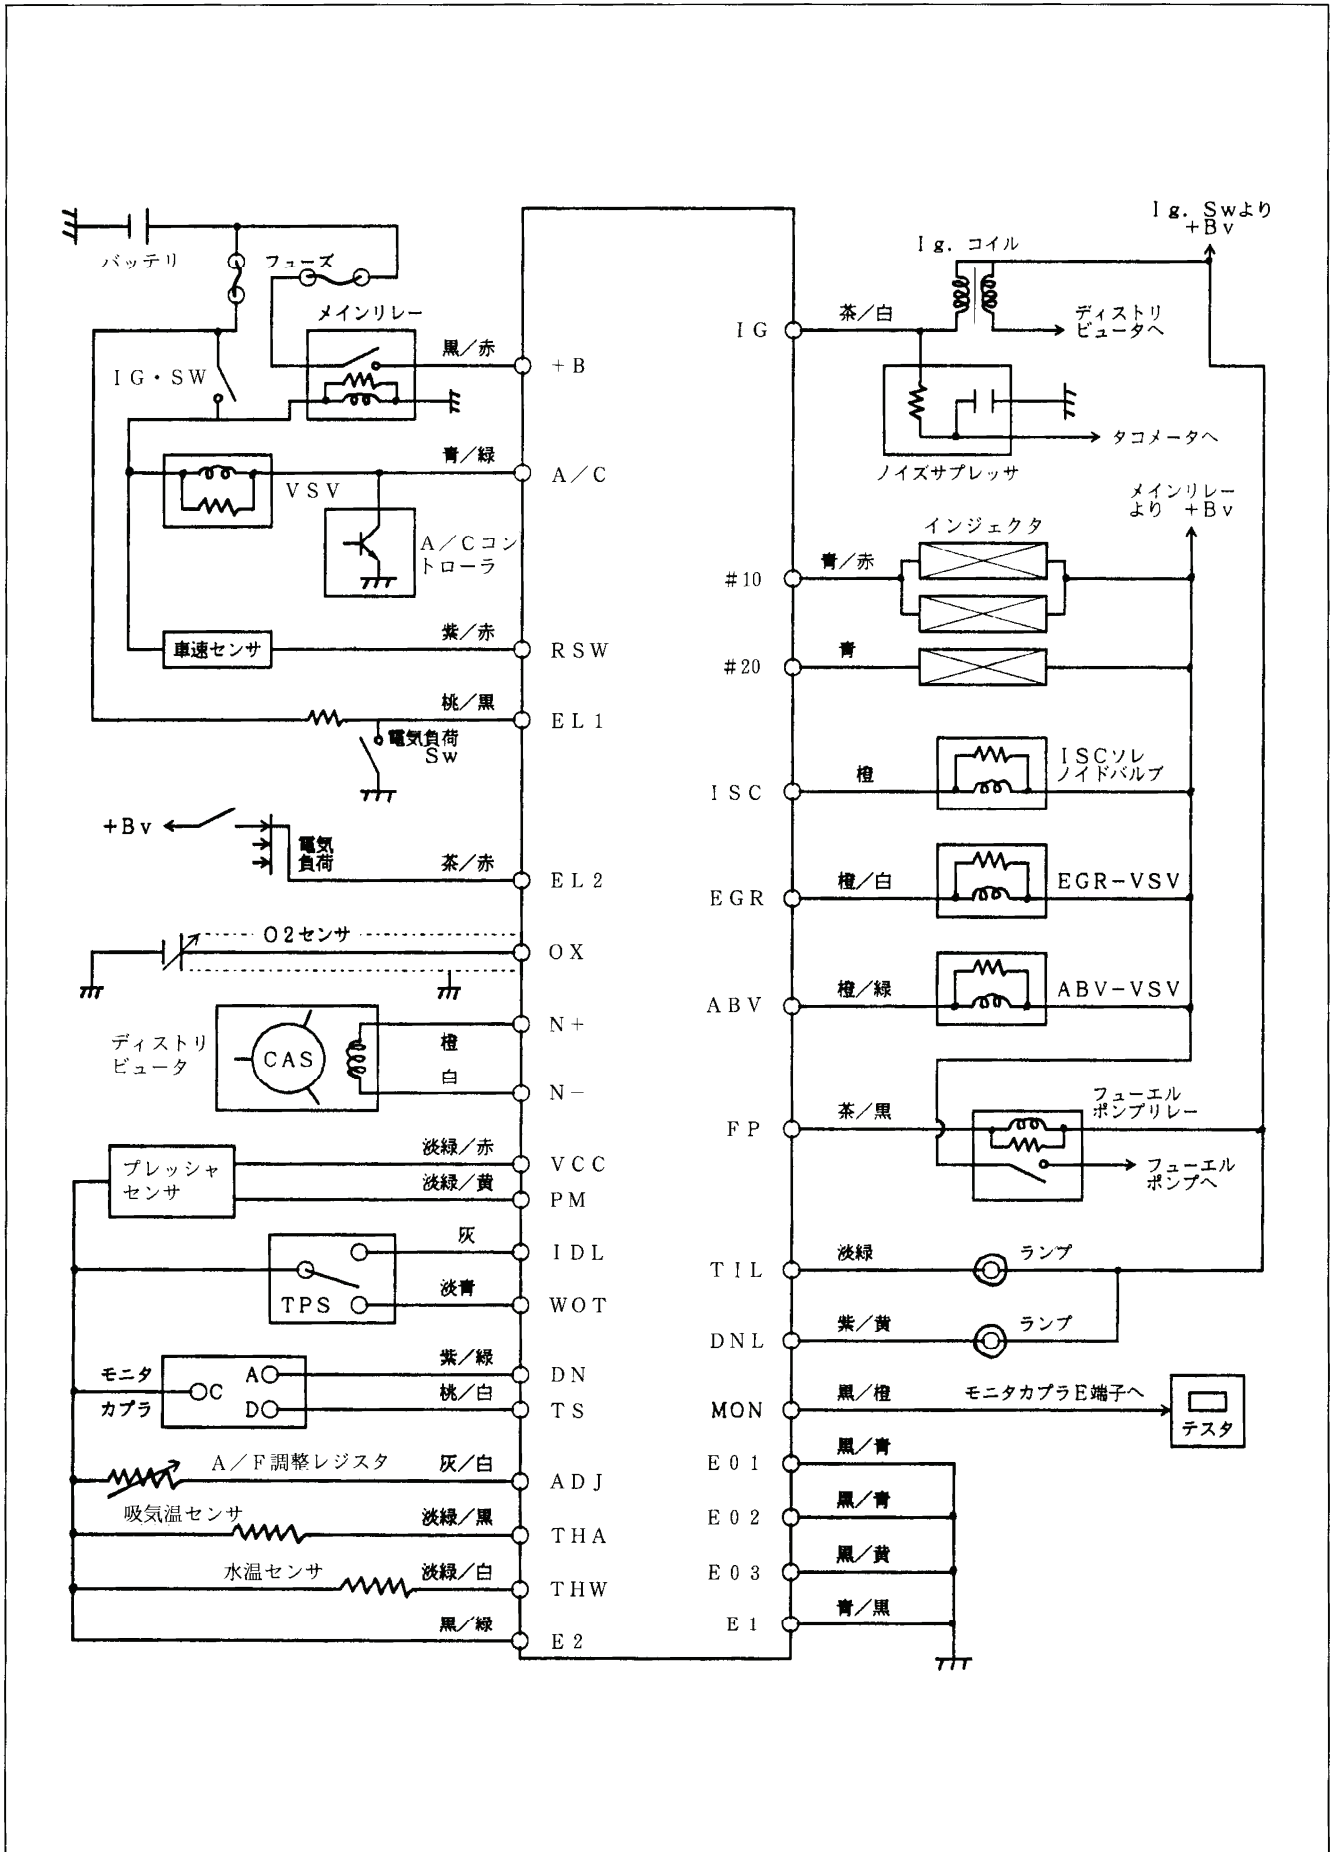 バッテリ
フューズ
メインリレー
黒／赤
+B
IG・SW
青／緑
A／C
VSV
A／Cコン
トローラ
紫／赤
車速センサ
RSW
桃／黒
EL1
電気負荷
Sw
+Bv
電気
負荷
茶／赤
EL2
O2センサ
OX
ディストリ
ビュータ
CAS
橙
白
N+
N−
プレッシャ
センサ
淡緑／赤
VCC
淡緑／黄
PM
灰
IDL
TPS
淡青
WOT
モニタ
カプラ
A
C
D
紫／緑
DN
桃／白
TS
A／F調整レジスタ
灰／白
ADJ
吸気温センサ
淡緑／黒
THA
水温センサ
淡緑／白
THW
黒／緑
E2
Ig. Swより
+Bv
Ig. コイル
IG
茶／白
ディストリ
ビュータへ
タコメータへ
ノイズサプレッサ
メインリレー
より +Bv
インジェクタ
#10
青／赤
#20
青
ISC
橙
ISCソレ
ノイドバルブ
EGR
橙／白
EGR−VSV
ABV
橙／緑
ABV−VSV
FP
茶／黒
フューエル
ポンプリレー
フューエル
ポンプへ
TIL
淡緑
ランプ
DNL
紫／黄
ランプ
MON
黒／橙
モニタカプラE端子へ
テスタ
E01
黒／青
E02
黒／青
E03
黒／黄
E1
青／黒